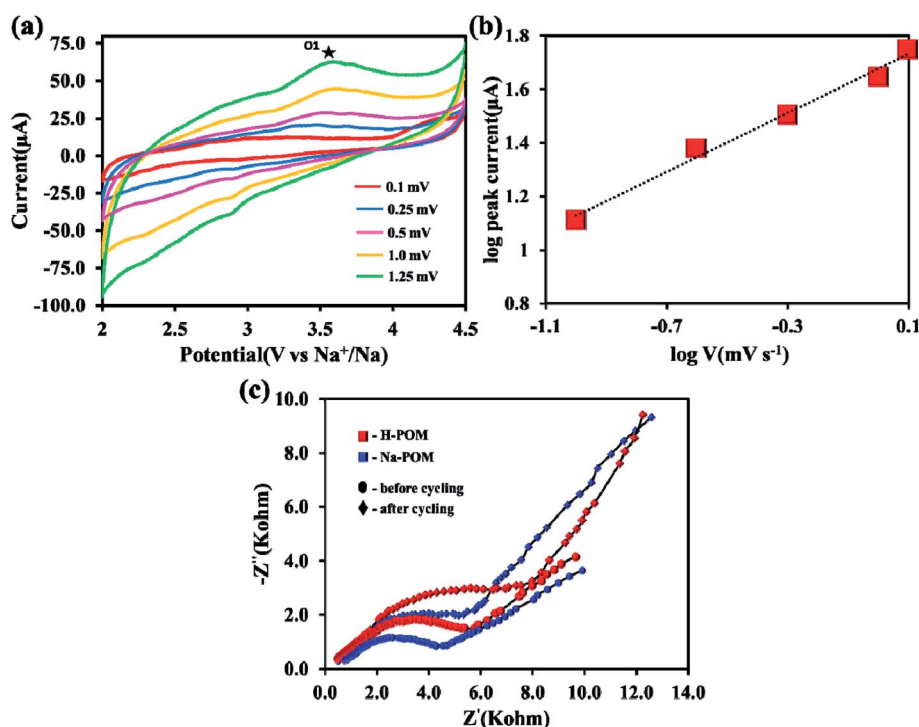 (a)
75.0
50.0
25.0
0.0
-25.0
-50.0
-75.0
-100.0
Current(μA)
O1 ★
0.1 mV
0.25 mV
0.5 mV
1.0 mV
1.25 mV
2 2.5 3 3.5 4 4.5
Potential(V vs Na⁺/Na)
(b)
1.8
1.6
1.4
1.2
1
0.8
log peak current(μA)
-1.1 -0.7 -0.3 0.1
log V(mV s⁻¹)
(c)
10.0
8.0
6.0
4.0
2.0
0.0
-Z''(Kohm)
- H-POM
- Na-POM
- before cycling
- after cycling
0.0 2.0 4.0 6.0 8.0 10.0 12.0 14.0
Z'(Kohm)